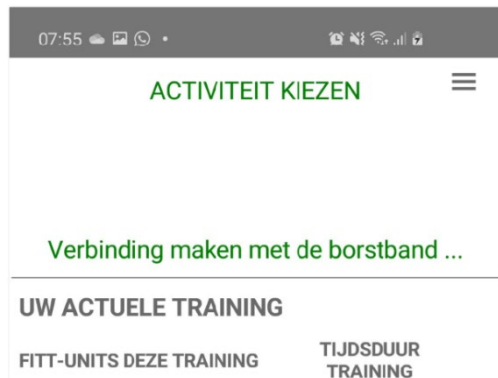 07:55
ACTIVITEIT KIEZEN
Verbinding maken met de borstband ...
UW ACTUELE TRAINING
FITT-UNITS DEZE TRAINING
TIJDSDUUR
TRAINING